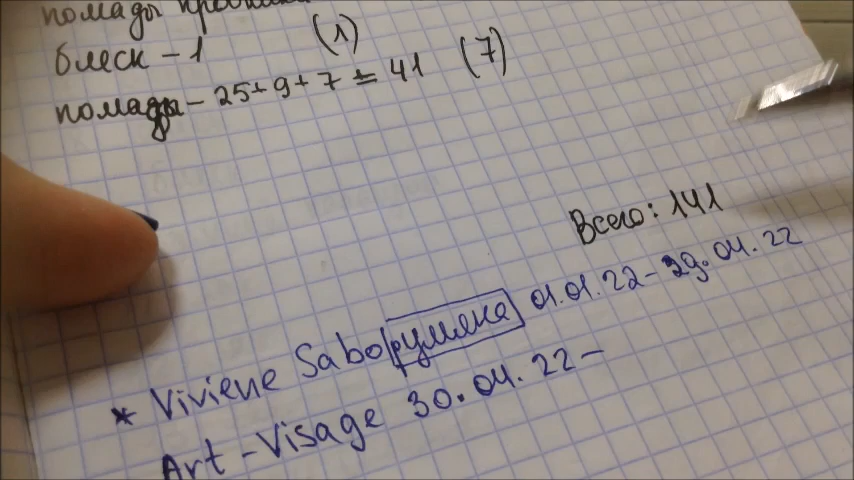 помады
блеск - 1 (1)
помады - 25+9+7 = 41 (7)
Всего: 141
* Viviene Sabo румяна 01.01.22 - 29.04.22
Art-Visage 30.04.22 -